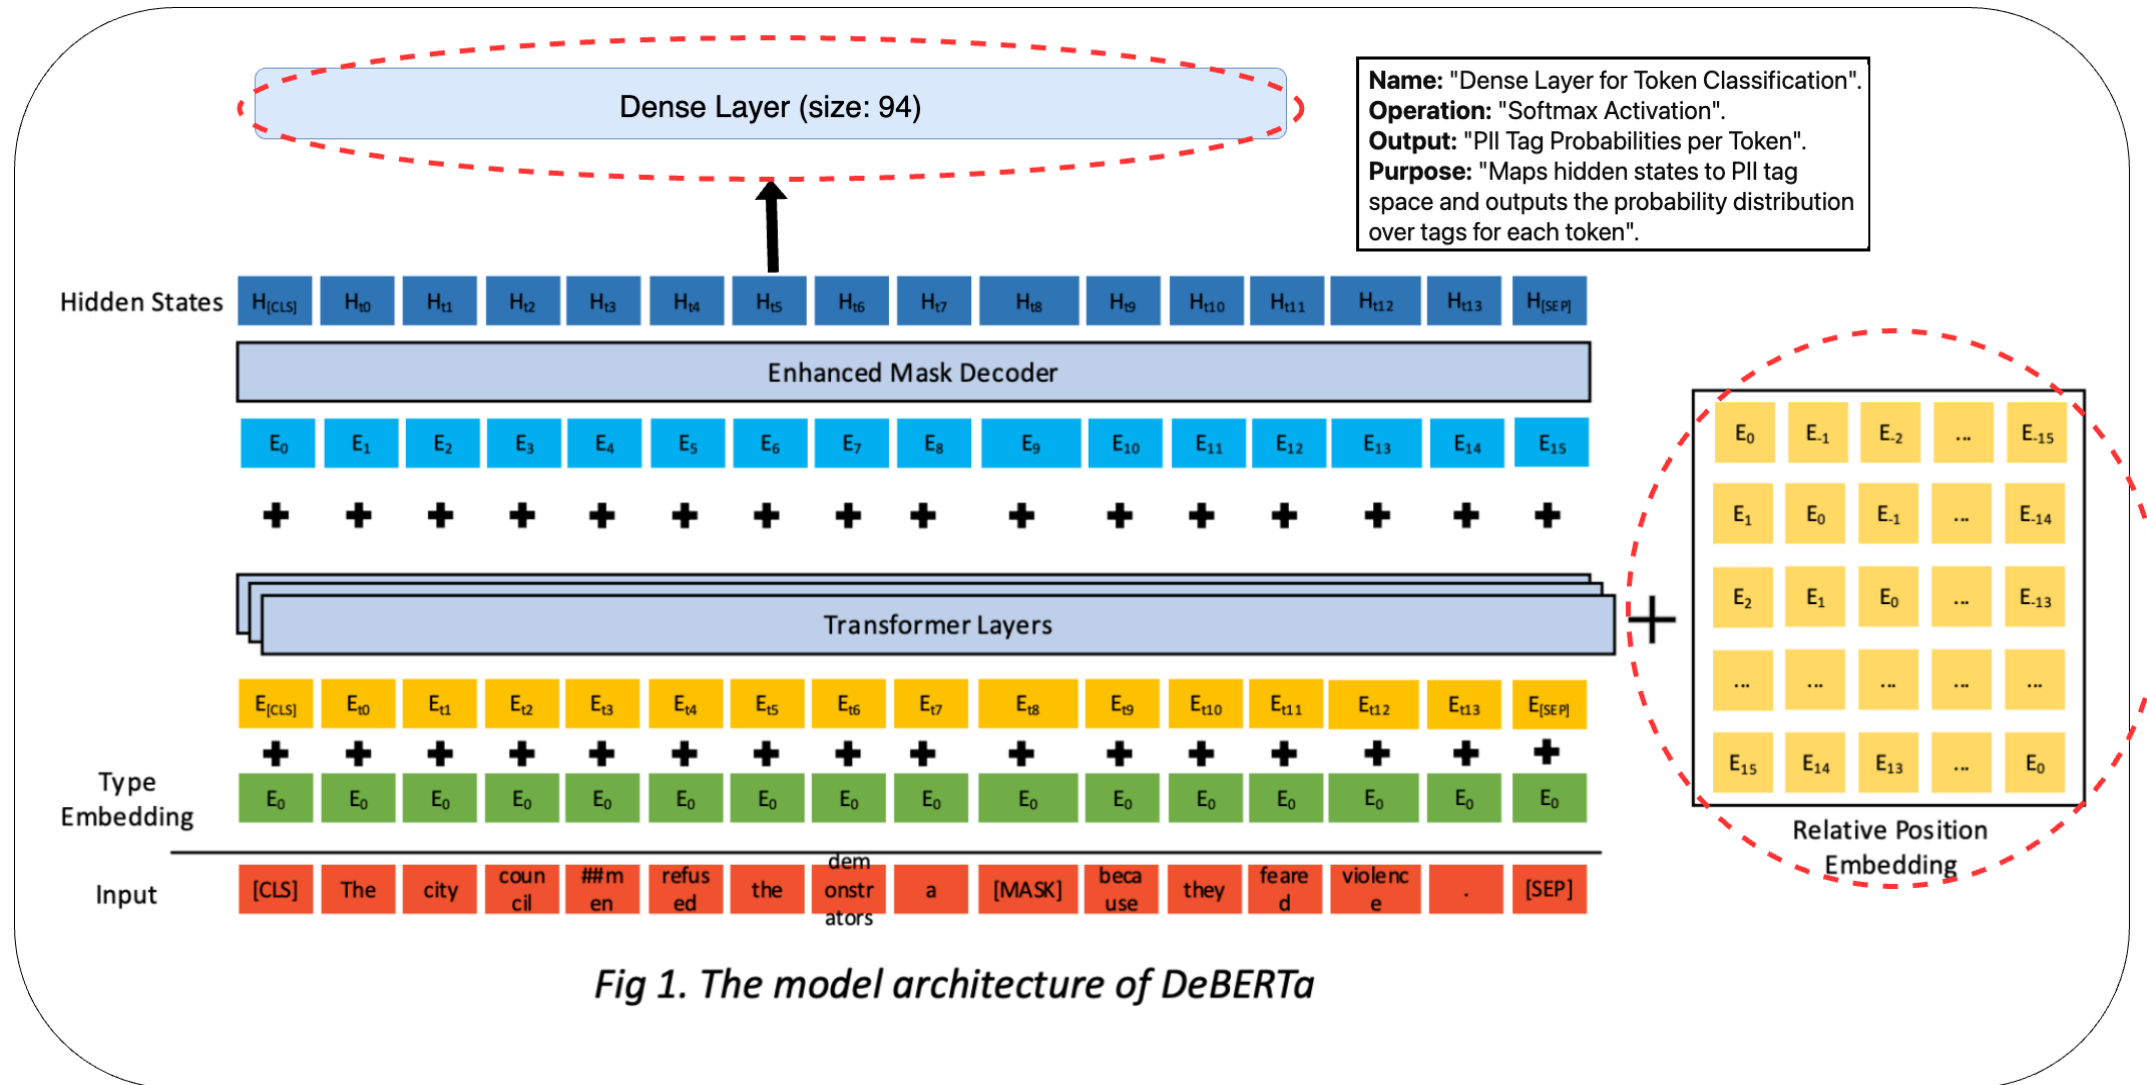 Dense Layer (size: 94)
Name: "Dense Layer for Token Classification".
Operation: "Softmax Activation".
Output: "PII Tag Probabilities per Token".
Purpose: "Maps hidden states to PII tag
space and outputs the probability distribution
over tags for each token".
Hidden States H[CLS] Ht0 Ht1 Ht2 Ht3 Ht4 Ht5 Ht6 Ht7 Ht8 Ht9 Ht10 Ht11 Ht12 Ht13 H[SEP]
Enhanced Mask Decoder
E0 E1 E2 E3 E4 E5 E6 E7 E8 E9 E10 E11 E12 E13 E14 E15
+ + + + + + + + + + + + + + + +
Transformer Layers
E[CLS] Et0 Et1 Et2 Et3 Et4 Et5 Et6 Et7 Et8 Et9 Et10 Et11 Et12 Et13 E[SEP]
+ + + + + + + + + + + + + + + +
Type
Embedding
E0 E0 E0 E0 E0 E0 E0 E0 E0 E0 E0 E0 E0 E0 E0 E0
Input
[CLS]
The
city
coun
cil
##m
en
refus
ed
the
dem
onstr
ators
a
[MASK]
beca
use
they
feare
d
violenc
e
.
[SEP]
+
E0 E-1 E-2 ... E-15
E1 E0 E-1 ... E-14
E2 E1 E0 ... E-13
... ... ... ... ...
E15 E14 E13 ... E0
Relative Position
Embedding
Fig 1. The model architecture of DeBERTa